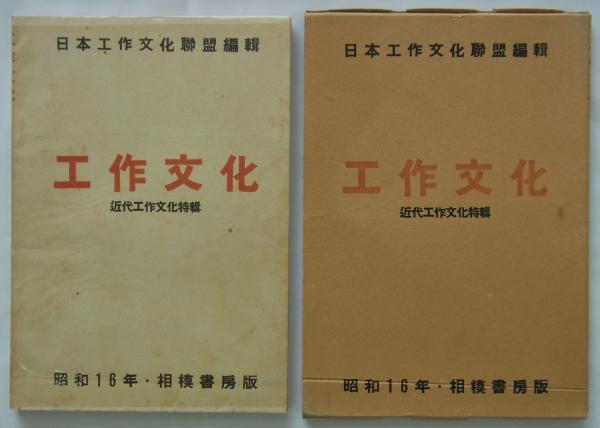 日本工作文化聯盟編輯
工作文化
近代工作文化特輯
昭和16年・相模書房版
日本工作文化聯盟編輯
工作文化
近代工作文化特輯
昭和16年・相模書房版